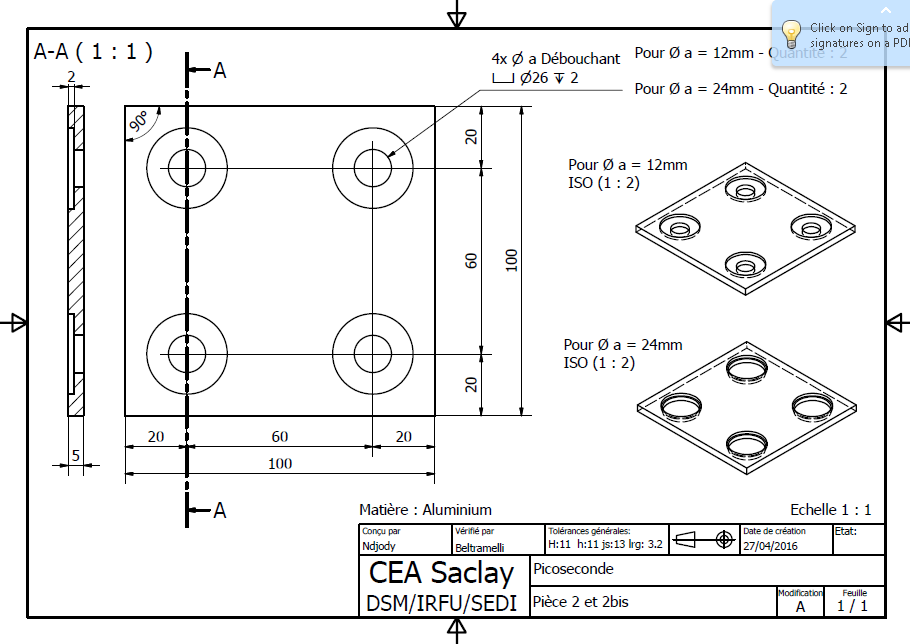 A-A ( 1 : 1 )
2
A
90°
4x Ø a Débouchant
⌴ Ø26 ↧ 2
Pour Ø a = 12mm - Quantité : 2
Pour Ø a = 24mm - Quantité : 2
Click on Sign to ad
signatures on a PDF
20
60
100
20
Pour Ø a = 12mm
ISO (1 : 2)
Pour Ø a = 24mm
ISO (1 : 2)
20 60 20
100
5
A
Matière : Aluminium
Echelle 1 : 1
Conçu par
Ndjody
Vérifié par
Beltramelli
Tolérances générales:
H:11 h:11 js:13 lrg: 3.2
Date de création
27/04/2016
Etat:
CEA Saclay
DSM/IRFU/SEDI
Picoseconde
Pièce 2 et 2bis
Modification
A
Feuille
1 / 1